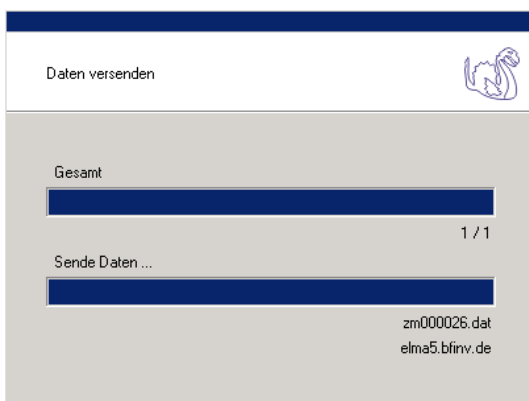 Daten versenden
Gesamt
1 / 1
Sende Daten ...
zm000026.dat
elma5.bfinv.de